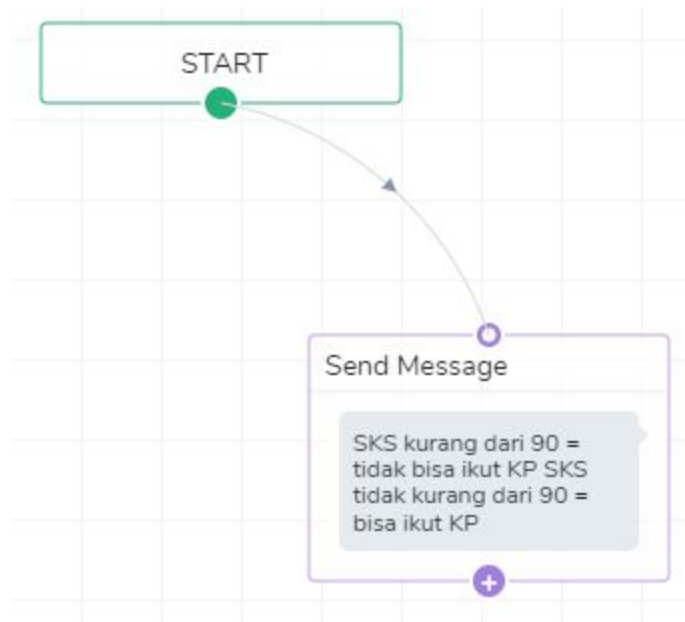 START
Send Message
SKS kurang dari 90 =
tidak bisa ikut KP SKS
tidak kurang dari 90 =
bisa ikut KP